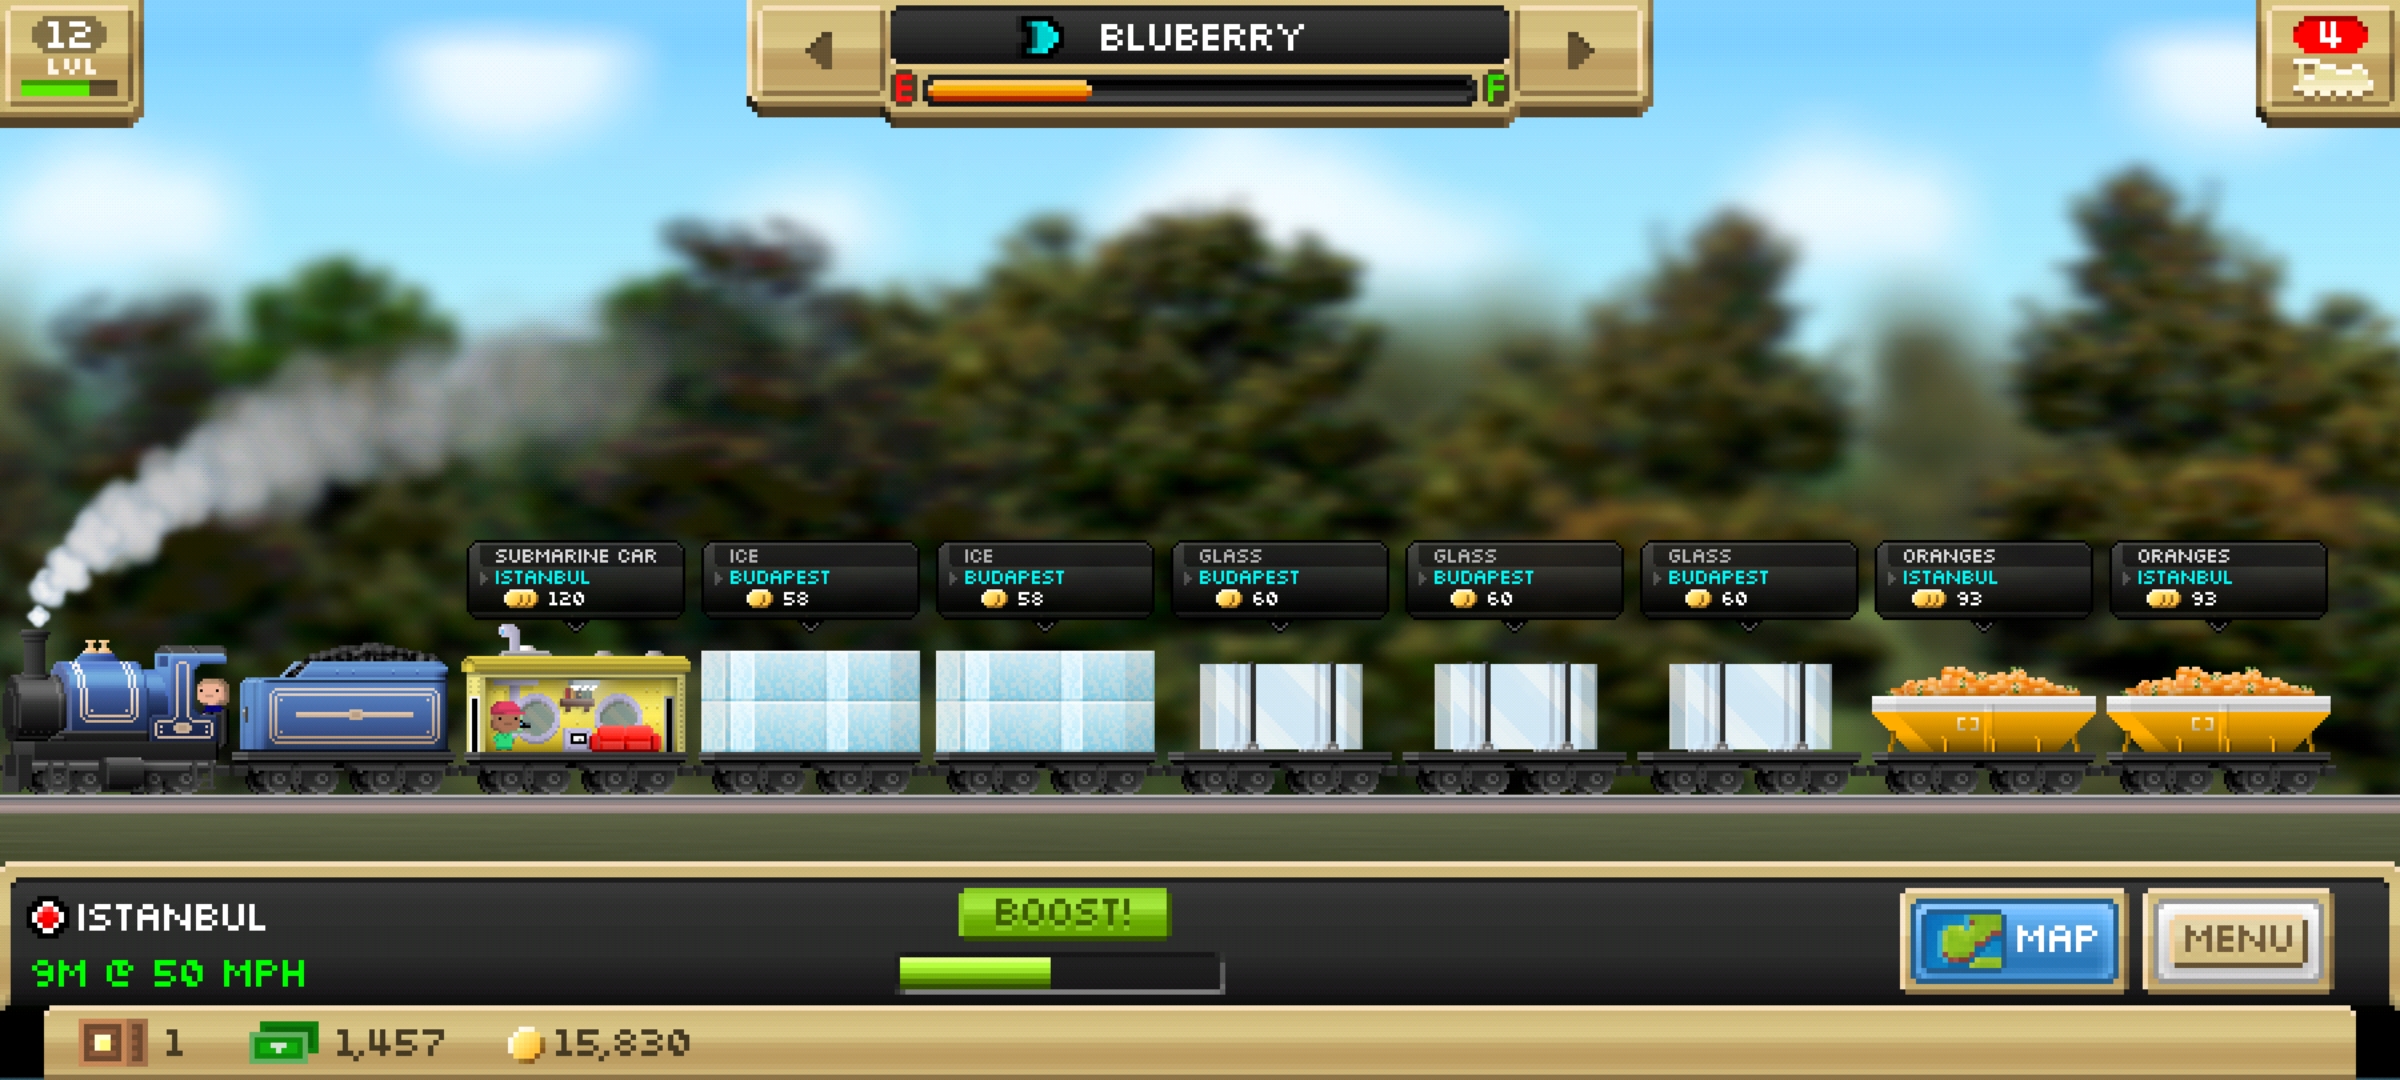 12
LVL
BLUBERRY
E
F
4
SUBMARINE CAR
ISTANBUL
120
ICE
BUDAPEST
58
ICE
BUDAPEST
58
GLASS
BUDAPEST
60
GLASS
BUDAPEST
60
GLASS
BUDAPEST
60
ORANGES
ISTANBUL
93
ORANGES
ISTANBUL
93
ISTANBUL
9M @ 50 MPH
BOOST!
MAP
MENU
1
1,457
15,830